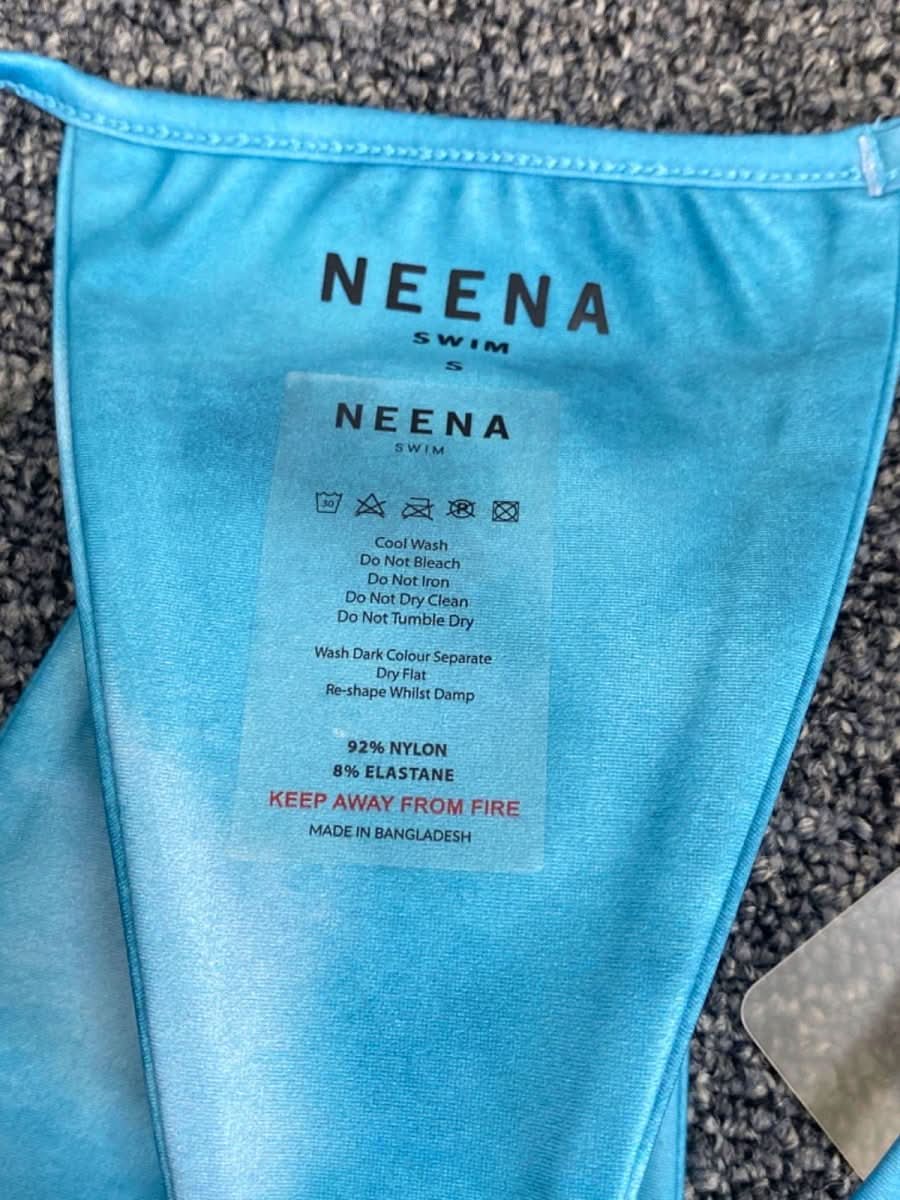 NEENA
SWIM
S
NEENA
SWIM
30
P
Cool Wash
Do Not Bleach
Do Not Iron
Do Not Dry Clean
Do Not Tumble Dry
Wash Dark Colour Separate
Dry Flat
Re-shape Whilst Damp
92% NYLON
8% ELASTANE
KEEP AWAY FROM FIRE
MADE IN BANGLADESH